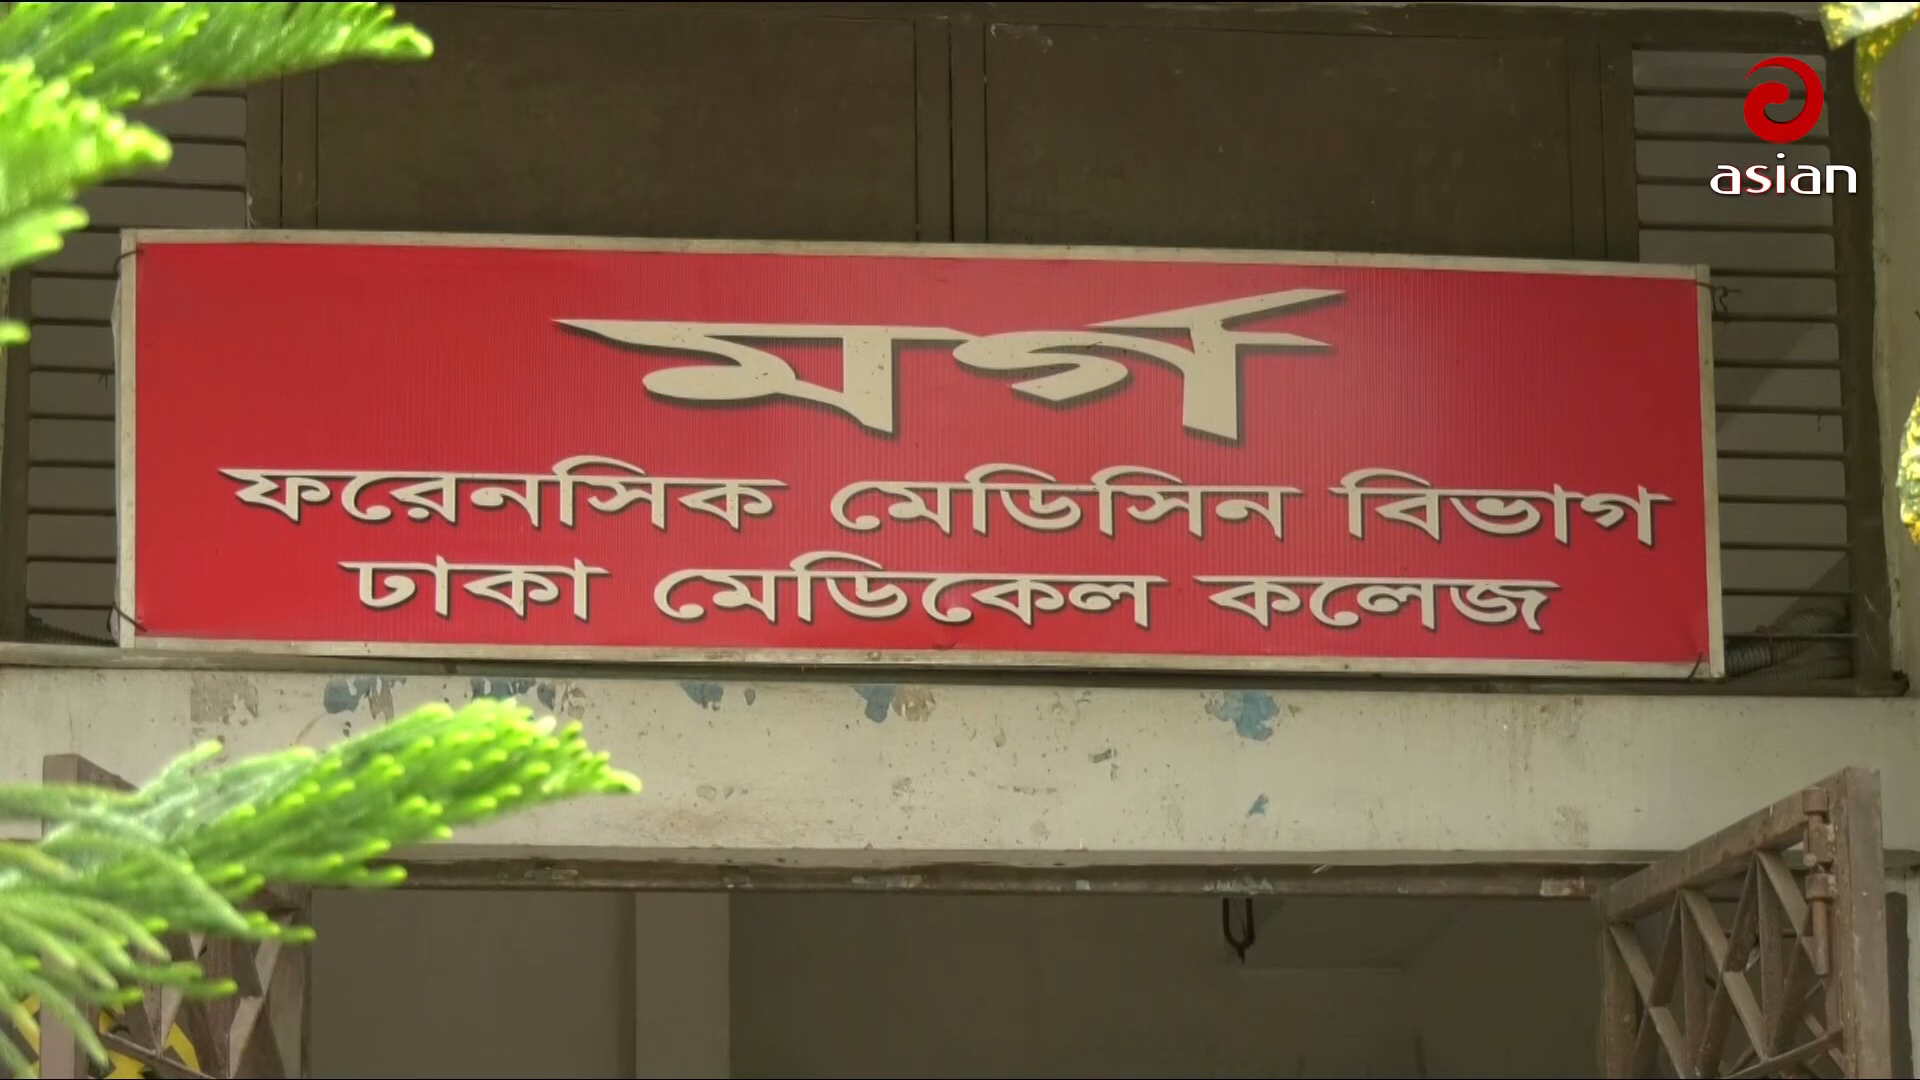 asian
মর্গ
ফরেনসিক মেডিসিন বিভাগ
ঢাকা মেডিকেল কলেজ